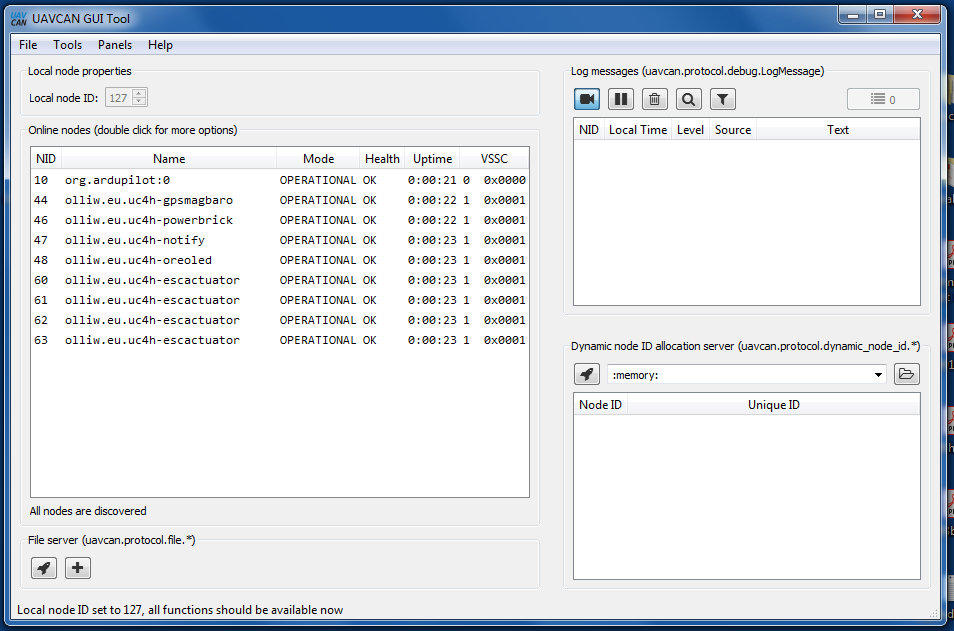 UAV CAN UAVCAN GUI Tool
File Tools Panels Help
Local node properties
Local node ID: 127
Online nodes (double click for more options)
NID Name Mode Health Uptime VSSC
10 org.ardupilot:0 OPERATIONAL OK 0:00:21 0 0x0000
44 olliw.eu.uc4h-gpsmagbaro OPERATIONAL OK 0:00:22 1 0x0001
46 olliw.eu.uc4h-powerbrick OPERATIONAL OK 0:00:22 1 0x0001
47 olliw.eu.uc4h-notify OPERATIONAL OK 0:00:23 1 0x0001
48 olliw.eu.uc4h-oreoled OPERATIONAL OK 0:00:23 1 0x0001
60 olliw.eu.uc4h-escactuator OPERATIONAL OK 0:00:23 1 0x0001
61 olliw.eu.uc4h-escactuator OPERATIONAL OK 0:00:23 1 0x0001
62 olliw.eu.uc4h-escactuator OPERATIONAL OK 0:00:23 1 0x0001
63 olliw.eu.uc4h-escactuator OPERATIONAL OK 0:00:23 1 0x0001
All nodes are discovered
File server (uavcan.protocol.file.*)
Log messages (uavcan.protocol.debug.LogMessage)
0
NID Local Time Level Source Text
Dynamic node ID allocation server (uavcan.protocol.dynamic_node_id.*)
:memory:
Node ID Unique ID
Local node ID set to 127, all functions should be available now